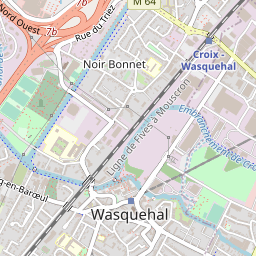 M 64
Nord Ouest
7b
7b
Rue du Triez
Noir Bonnet
Croix -
Wasquehal
Ligne de Fives à Mouscron
Embranchement de Cr
q-en-Barœul
Wasquehal